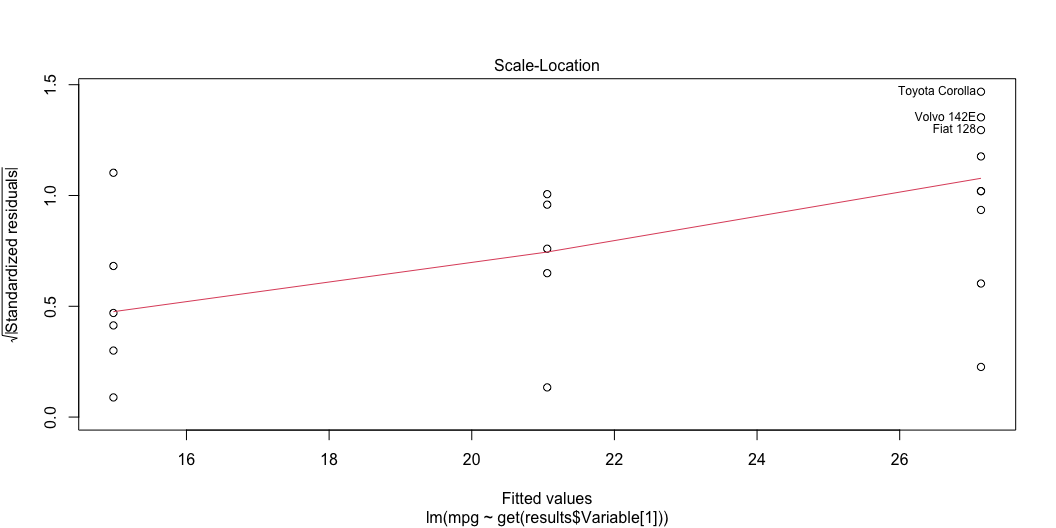 Scale-Location
√|Standardized residuals|
1.5
1.0
0.5
0.0
Toyota Corolla
Volvo 142E
Fiat 128
16 18 20 22 24 26
Fitted values
lm(mpg ~ get(results$Variable[1]))